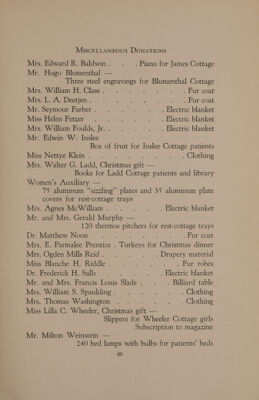 MISCELLANEOUS DONATIONS
Mrs. Edward R. Baldwin . . . Piano for James Cottage
Mr. Hugo Blumenthal —
Three steel engravings for Blumenthal Cottage
Mrs. William H. Class . . . . . . . Fur coat
Mrs. L. A. Deetjen . . . . . . . . Fur coat
Mr. Seymour Farber . . . . . Electric blanket
Miss Helen Fetzer . . . . . Electric blanket
Mrs. William Foulds, Jr. . . . . Electric blanket
Mr. Edwin W. Inslee
Box of fruit for Inslee Cottage patients
Miss Nettye Klein . . . . . . . . Clothing
Mrs. Walter G. Ladd, Christmas gift —
Books for Ladd Cottage patients and library
Women's Auxiliary —
75 aluminum "sizzling" plates and 35 aluminum plate
covers for rest-cottage trays
Mrs. Agnes McWilliam . . . . . Electric blanket
Mr. and Mrs. Gerald Murphy —
120 thermos pitchers for rest-cottage trays
Dr. Matthew Noon . . . . . . . Fur coat
Mrs. E. Parmalee Prentice . Turkeys for Christmas dinner
Mrs. Ogden Mills Reid . . . . . Drapery material
Miss Blanche H. Riddle . . . . . . Fur robes
Dr. Frederick H. Salls . . . . Electric blanket
Mr. and Mrs. Francis Louis Slade . . . Billiard table
Mrs. William S. Spaulding . . . . . . Clothing
Mrs. Thomas Washington . . . . . . Clothing
Miss Lilla C. Wheeler, Christmas gift —
Slippers for Wheeler Cottage girls
Subscription to magazine
Mr. Milton Weinstein —
240 bed lamps with bulbs for patients' beds